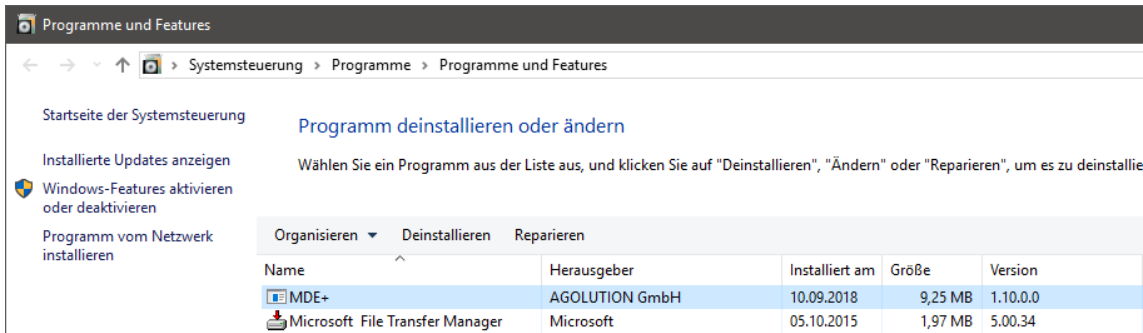 Programme und Features
Systemsteuerung > Programme > Programme und Features
Startseite der Systemsteuerung
Installierte Updates anzeigen
Windows-Features aktivieren
oder deaktivieren
Programm vom Netzwerk
installieren
Programm deinstallieren oder ändern
Wählen Sie ein Programm aus der Liste aus, und klicken Sie auf "Deinstallieren", "Ändern" oder "Reparieren", um es zu deinstallie
Organisieren Deinstallieren Reparieren
Name Herausgeber Installiert am Größe Version
MDE+ AGOLUTION GmbH 10.09.2018 9,25 MB 1.10.0.0
Microsoft File Transfer Manager Microsoft 05.10.2015 1,97 MB 5.00.34